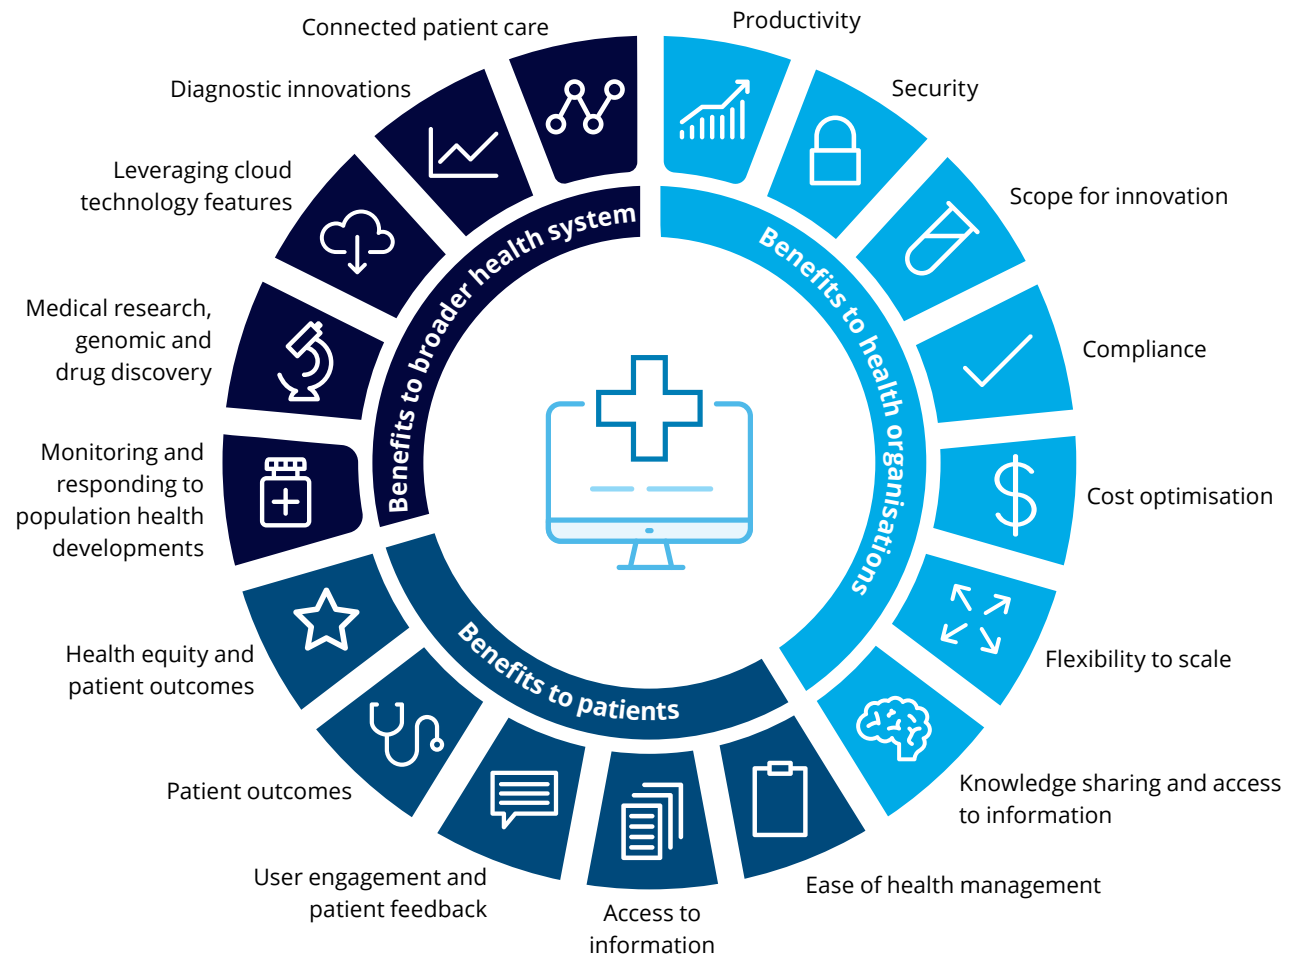 Connected patient care
Productivity
Diagnostic innovations
Security
Leveraging cloud
technology features
Scope for innovation
Medical research,
genomic and
drug discovery
Compliance
Monitoring and
responding to
population health
developments
Cost optimisation
Health equity and
patient outcomes
Flexibility to scale
Patient outcomes
Knowledge sharing and access
to information
User engagement and
patient feedback
Access to
information
Ease of health management
Benefits to broader health system
Benefits to health organisations
Benefits to patients